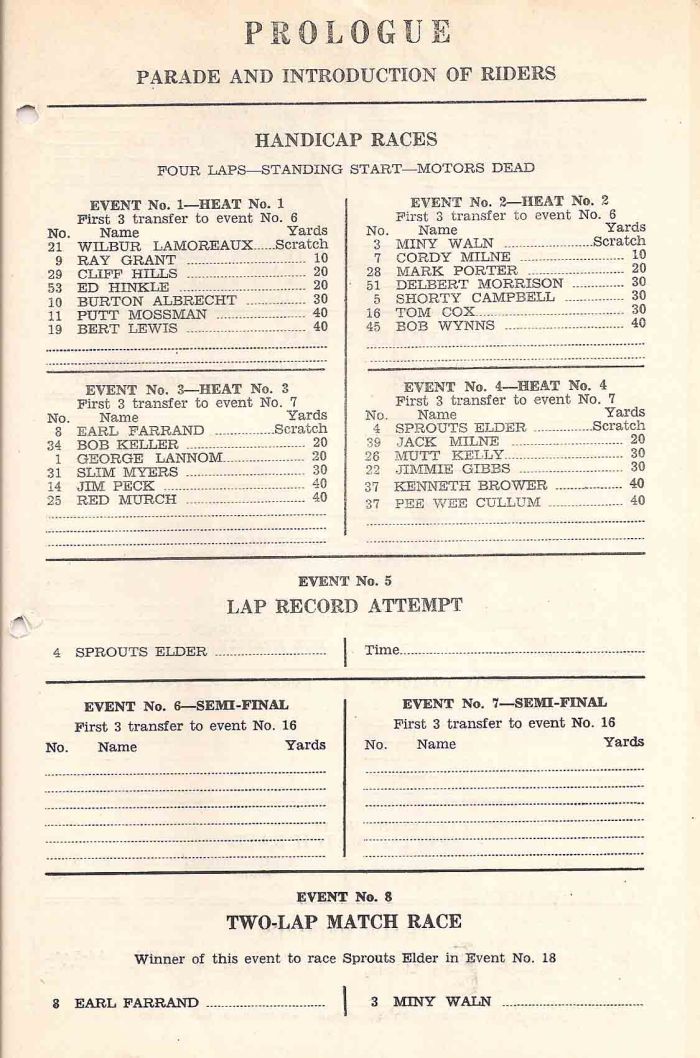 PROLOGUE
PARADE AND INTRODUCTION OF RIDERS
HANDICAP RACES
FOUR LAPS—STANDING START—MOTORS DEAD
EVENT No. 1—HEAT No. 1
First 3 transfer to event No. 6
No. Name Yards
21 WILBUR LAMOREAUX.....Scratch
9 RAY GRANT ........................ 10
29 CLIFF HILLS ........................ 20
53 ED HINKLE ........................ 20
10 BURTON ALBRECHT ............ 30
11 PUTT MOSSMAN .................. 40
19 BERT LEWIS ........................ 40
EVENT No. 2—HEAT No. 2
First 3 transfer to event No. 6
No. Name Yards
3 MINY WALN ....................Scratch
7 CORDY MILNE .................... 10
28 MARK PORTER .................. 20
51 DELBERT MORRISON ........ 30
5 SHORTY CAMPBELL .......... 30
16 TOM COX............................ 30
45 BOB WYNNS ...................... 40
EVENT No. 3—HEAT No. 3
First 3 transfer to event No. 7
No. Name Yards
8 EARL FARRAND ..............Scratch
34 BOB KELLER ...................... 20
1 GEORGE LANNOM................ 20
31 SLIM MYERS ...................... 30
14 JIM PECK .......................... 40
25 RED MURCH ...................... 40
EVENT No. 4—HEAT No. 4
First 3 transfer to event No. 7
No. Name Yards
4 SPROUTS ELDER ..............Scratch
39 JACK MILNE ...................... 20
26 MUTT KELLY...................... 30
22 JIMMIE GIBBS .................... 30
37 KENNETH BROWER ............ 40
37 PEE WEE CULLUM ............ 40
EVENT No. 5
LAP RECORD ATTEMPT
4 SPROUTS ELDER ........................
Time........................................
EVENT No. 6—SEMI-FINAL
First 3 transfer to event No. 16
No. Name Yards
EVENT No. 7—SEMI-FINAL
First 3 transfer to event No. 16
No. Name Yards
EVENT No. 8
TWO-LAP MATCH RACE
Winner of this event to race Sprouts Elder in Event No. 18
8 EARL FARRAND ........................
3 MINY WALN ............................